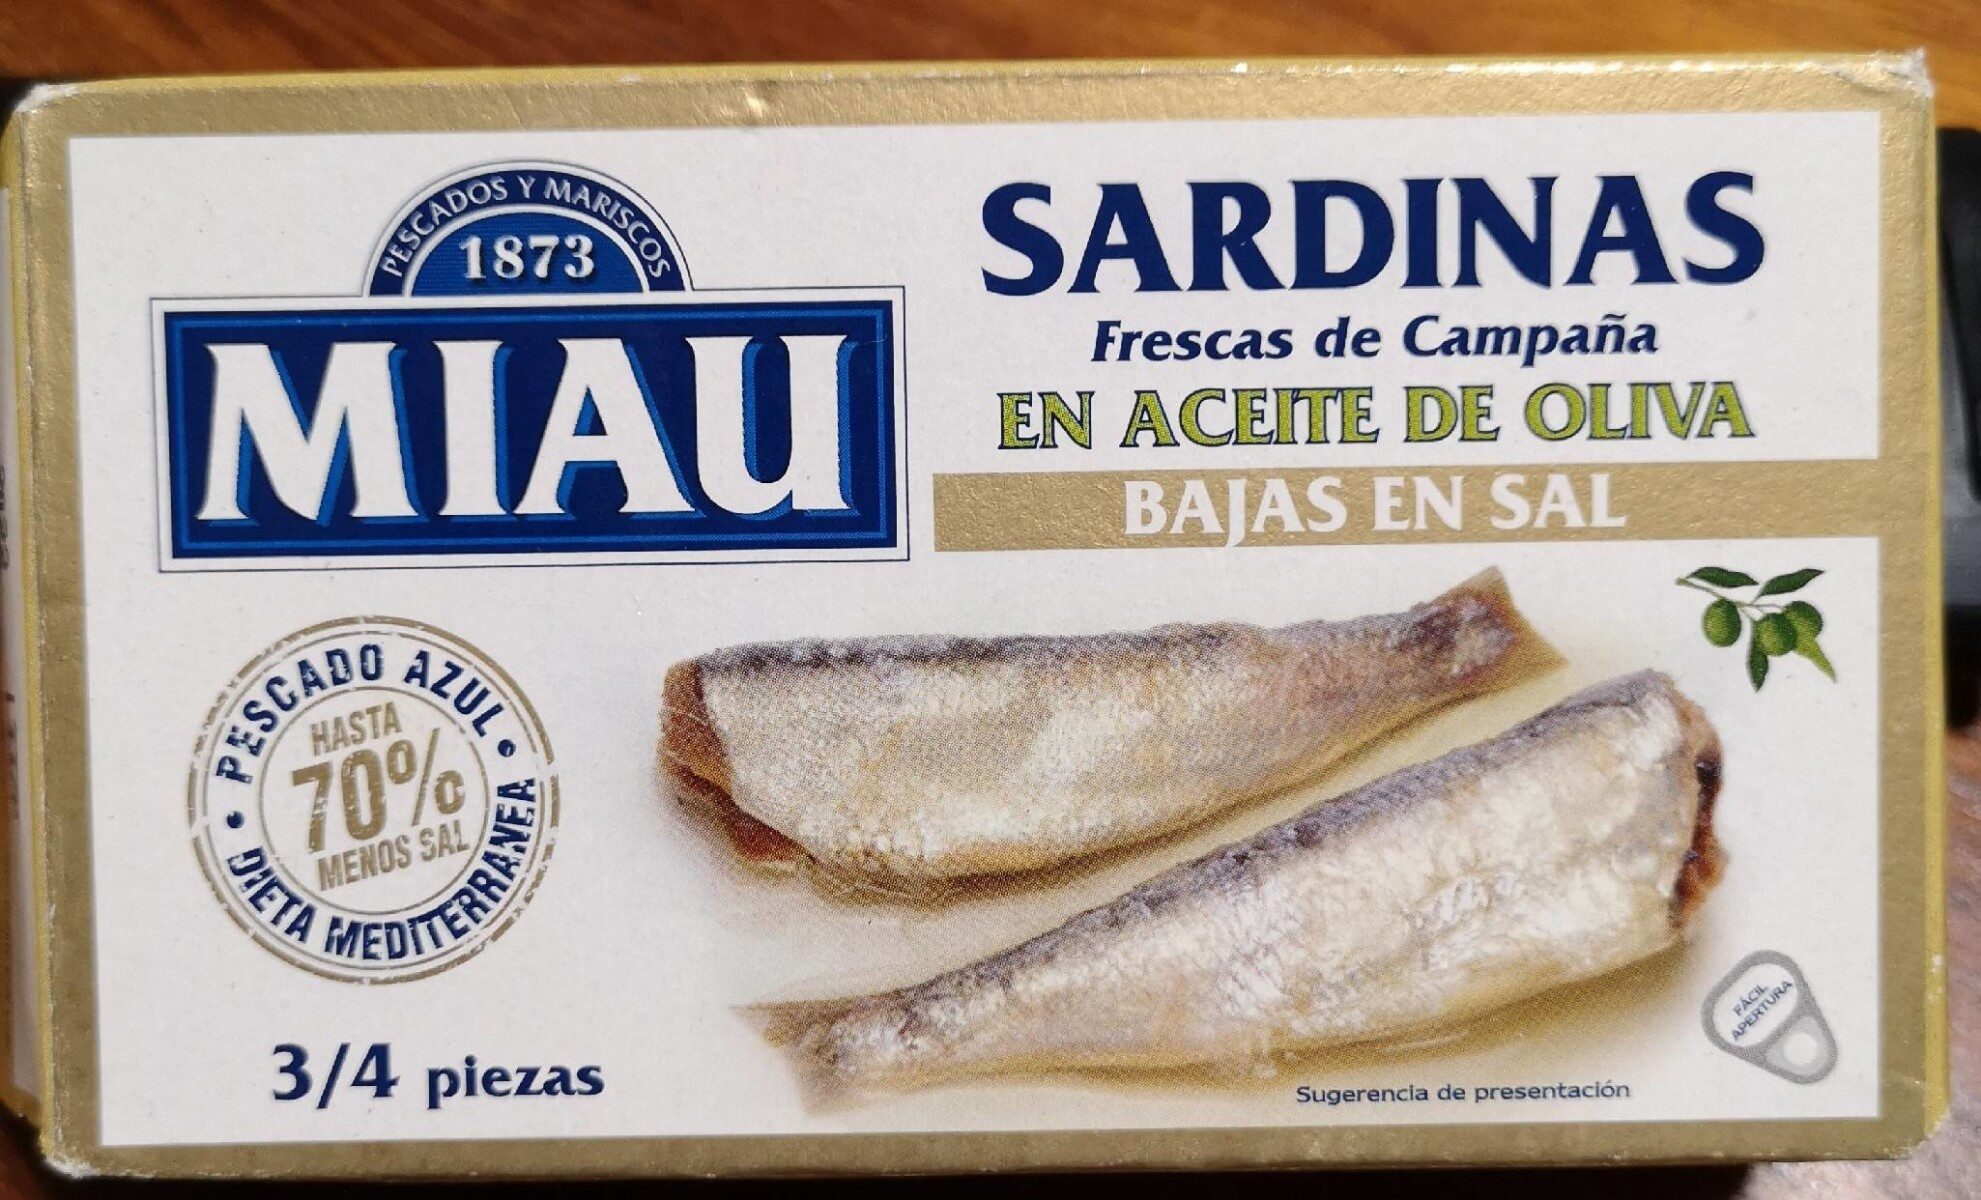 PESCADOS Y MARISCOS
1873
MIAU
SARDINAS
Frescas de Campaña
EN ACEITE DE OLIVA
BAJAS EN SAL
PESCADO AZUL
HASTA
70%
MENOS SAL
DIETA MEDITERRANEA
3/4 piezas
FÁCIL
APERTURA
Sugerencia de presentación